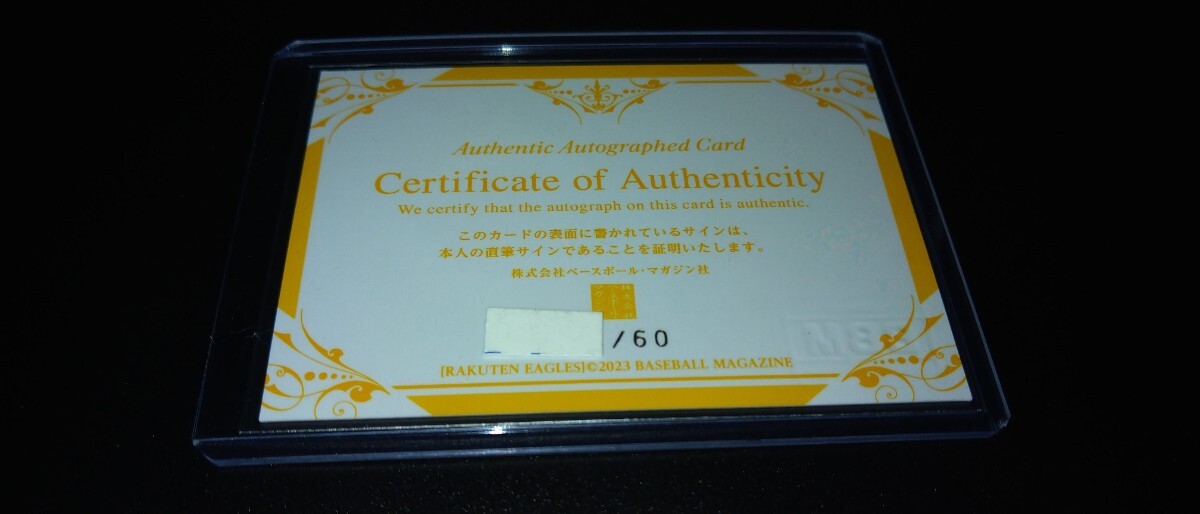 Authentic Autographed Card
Certificate of Authenticity
We certify that the autograph on this card is authentic.
このカードの表面に書かれているサインは、
本人の直筆サインであることを証明いたします。
株式会社ベースボール・マガジン社
/60
[RAKUTEN EAGLES]©2023 BASEBALL MAGAZINE